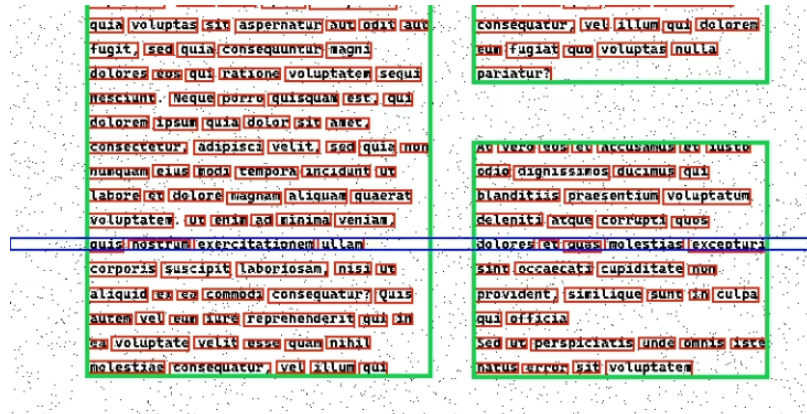 quia voluptas sit aspernatur aut odit aut
fugit, sed quia consequuntur magni
dolores eos qui ratione voluptatem sequi
nesciunt. Neque porro quisquam est, qui
dolorem ipsum quia dolor sit amet,
consectetur, adipisci velit, sed quia non
numquam eius modi tempora incidunt ut
labore et dolore magnam aliquam quaerat
voluptatem. Ut enim ad minima veniam,
quis nostrum exercitationem ullam
corporis suscipit laboriosam, nisi ut
aliquid ex ea commodi consequatur? Quis
autem vel eum iure reprehenderit qui in
ea voluptate velit esse quam nihil
molestiae consequatur, vel illum qui
consequatur, vel illum qui dolorem
eum fugiat quo voluptas nulla
pariatur?
At vero eos et accusamus et iusto
odio dignissimos ducimus qui
blanditiis praesentium voluptatum
deleniti atque corrupti quos
dolores et quas molestias excepturi
sint occaecati cupiditate non
provident, similique sunt in culpa
qui officia
Sed ut perspiciatis unde omnis iste
natus error sit voluptatem